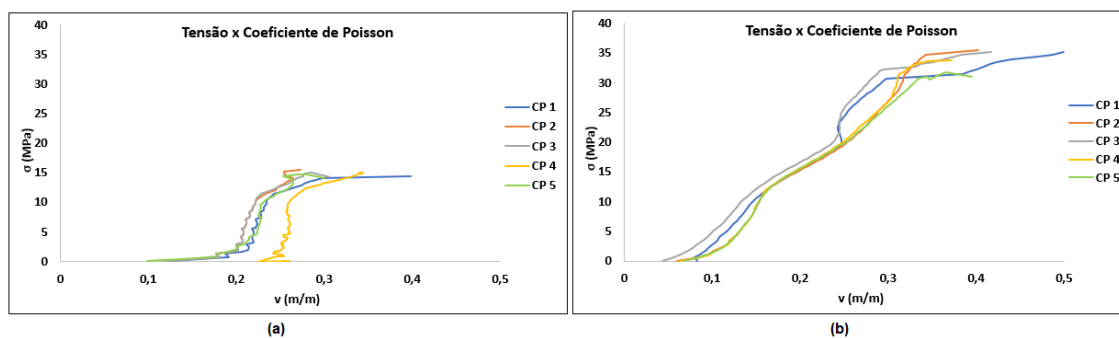 Tensão x Coeficiente de Poisson
40
35
30
25
20
15
10
5
0
σ (MPa)
0
0,1
0,2
0,3
0,4
0,5
ν (m/m)
CP 1
CP 2
CP 3
CP 4
CP 5
(a)
Tensão x Coeficiente de Poisson
40
35
30
25
20
15
10
5
0
σ (MPa)
0
0,1
0,2
0,3
0,4
0,5
ν (m/m)
CP 1
CP 2
CP 3
CP 4
CP 5
(b)